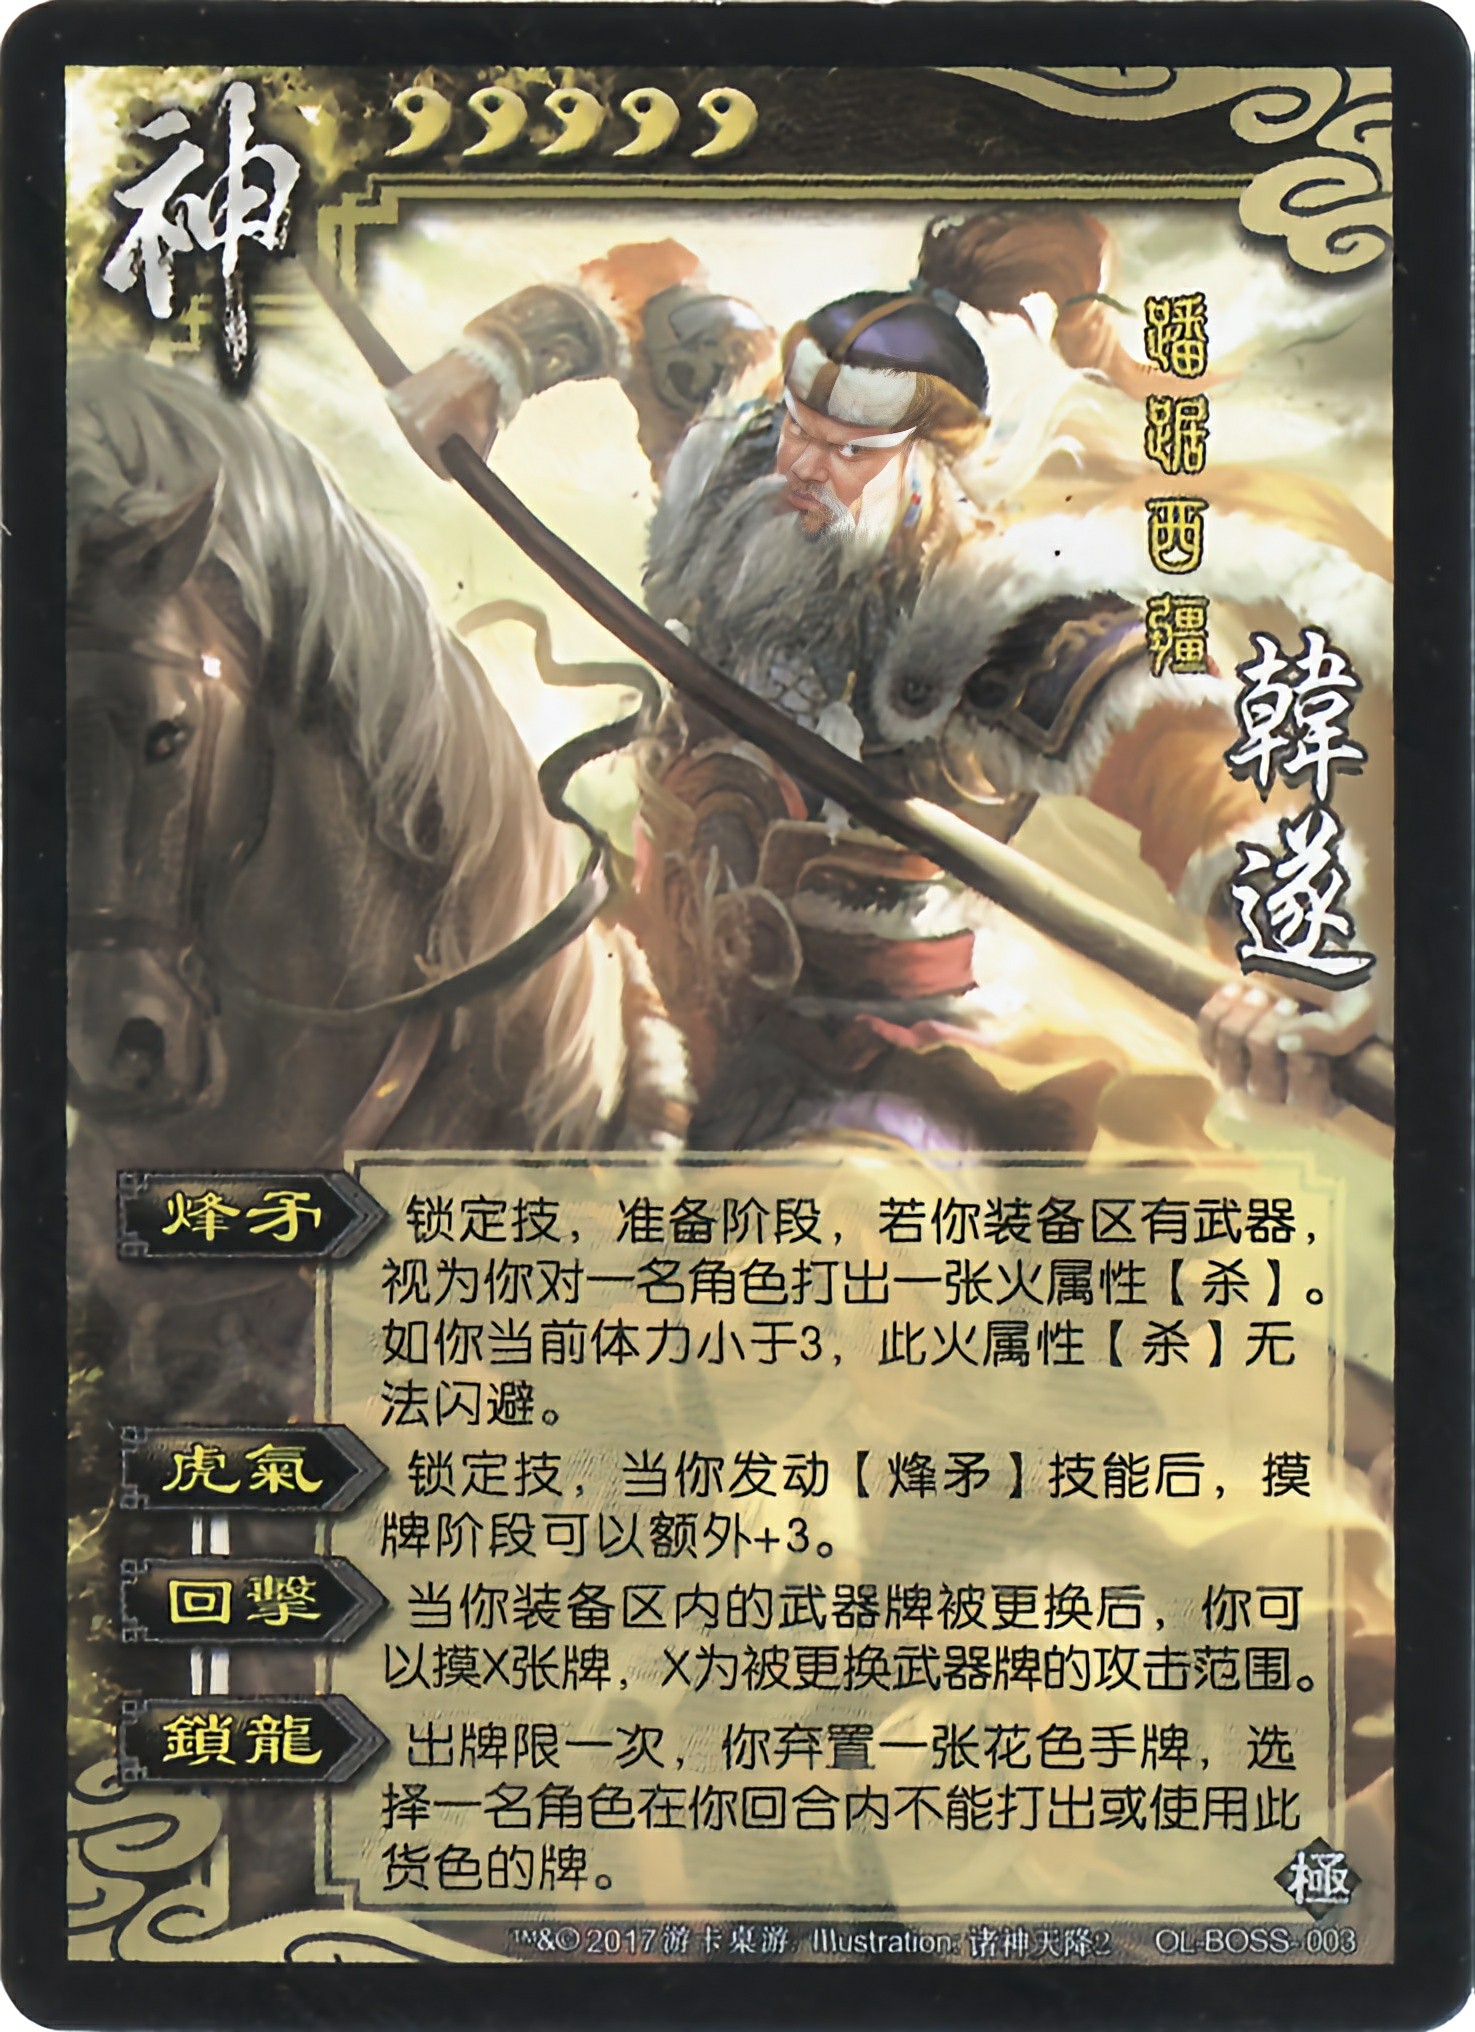 神
蹯踞西疆
韓遂
烽矛
锁定技，准备阶段，若你装备区有武器，
视为你对一名角色打出一张火属性【杀】。
如你当前体力小于3，此火属性【杀】无
法闪避。
虎氣
锁定技，当你发动【烽矛】技能后，摸
牌阶段可以额外+3。
回擊
当你装备区内的武器牌被更换后，你可
以摸X张牌，X为被更换武器牌的攻击范围。
鎖龍
出牌限一次，你弃置一张花色手牌，选
择一名角色在你回合内不能打出或使用此
货色的牌。
極
™&© 2017游卡桌游. Illustration: 诸神天降2 OL-BOSS-003